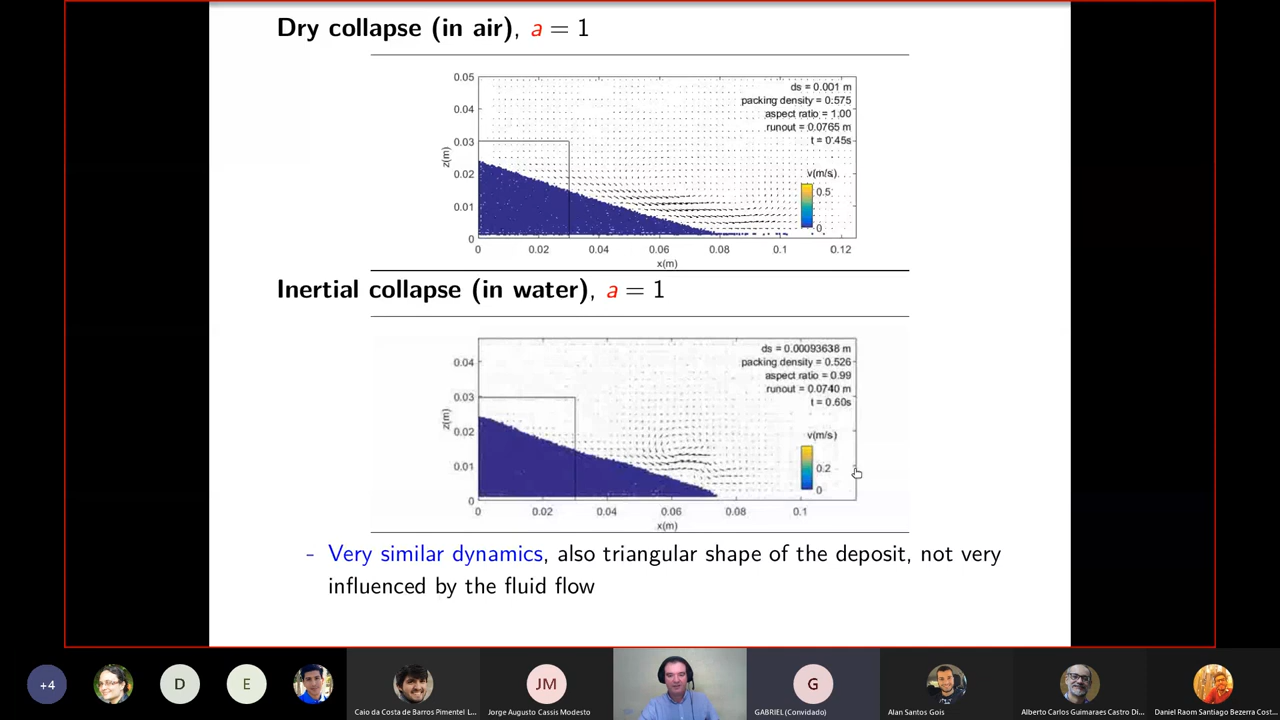 Dry collapse (in air), a = 1
0.05
0.04
0.03
0.02
0.01
0
z(m)
ds = 0.001 m
packing density = 0.575
aspect ratio = 1.00
runout = 0.0765 m
t = 0.45s
v(m/s)
0.5
0
0 0.02 0.04 0.06 0.08 0.1 0.12
x(m)
Inertial collapse (in water), a = 1
0.04
0.03
0.02
0.01
0
z(m)
ds = 0.00093638 m
packing density = 0.526
aspect ratio = 0.99
runout = 0.0740 m
t = 0.60s
v(m/s)
0.2
0
0 0.02 0.04 0.06 0.08 0.1
x(m)
- Very similar dynamics, also triangular shape of the deposit, not very
influenced by the fluid flow
+4
D
E
JM
G
Caio da Costa de Barros Pimentel L...
Jorge Augusto Cassis Modesto
GABRIEL (Convidado)
Alan Santos Gois
Alberto Carlos Guimaraes Castro Di...
Daniel Raom Santiago Bezerra Cost...